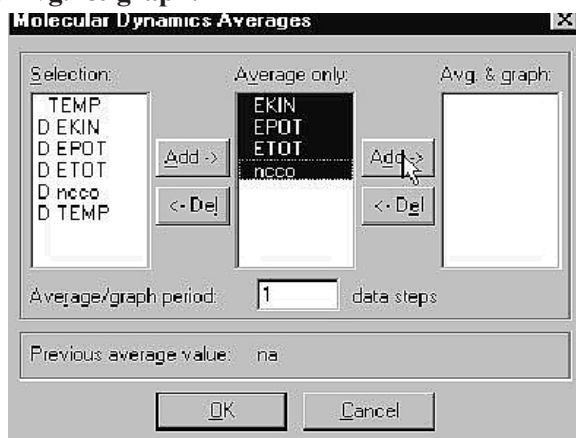 Molecular Dynamics Averages
Selection: Average only: Avg. & graph:
TEMP
D EKIN
D EPOT
D ETOT
D ncco
D TEMP
Add ->
<- Del
EKIN
EPOT
ETOT
ncco
Add ->
<- Del
Average/graph period: 1 data steps
Previous average value: na
OK Cancel